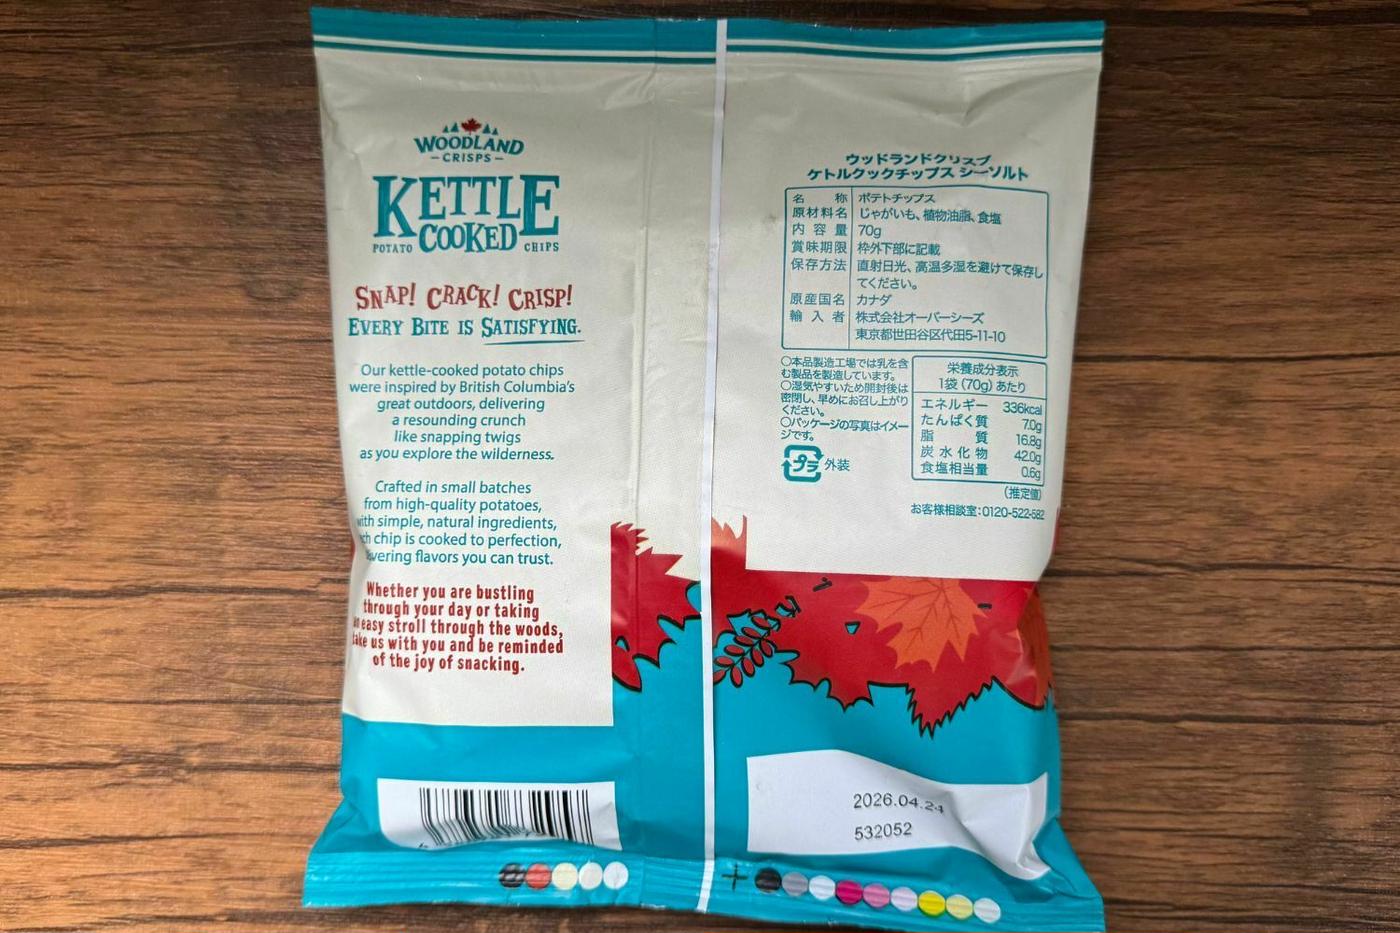 WOODLAND
CRISPS
KETTLE
POTATO COOKED CHIPS
SNAP! CRACK! CRISP!
EVERY BITE IS SATISFYING.
Our kettle-cooked potato chips
were inspired by British Columbia's
great outdoors, delivering
a resounding crunch
like snapping twigs
as you explore the wilderness.
Crafted in small batches
from high-quality potatoes,
with simple, natural ingredients,
chip is cooked to perfection,
flavors you can trust.
Whether you are bustling
through your day or taking
easy stroll through the woods,
take us with you and be reminded
of the joy of snacking.
ウッドランドクリスプ
ケトルクックチップス シーソルト
名称 ポテトチップス
原材料名 じゃがいも、植物油脂、食塩
内容量 70g
賞味期限 枠外下部に記載
保存方法 直射日光、高温多湿を避けて保存し
てください。
原産国名 カナダ
輸入者 株式会社オーバーシーズ
東京都世田谷区代田5-11-10
○本品製造工場では乳を含
む製品を製造しています。
○湿気やすいため開封後は
密閉し、早めにお召し上がり
ください。
○パッケージの写真はイメー
ジです。
プラ 外装
栄養成分表示
1袋(70g)あたり
エネルギー 336kcal
たんぱく質 7.0g
脂質 16.8g
炭水化物 42.0g
食塩相当量 0.6g
(推定値)
お客様相談室:0120-522-582
2026.04.24
532052